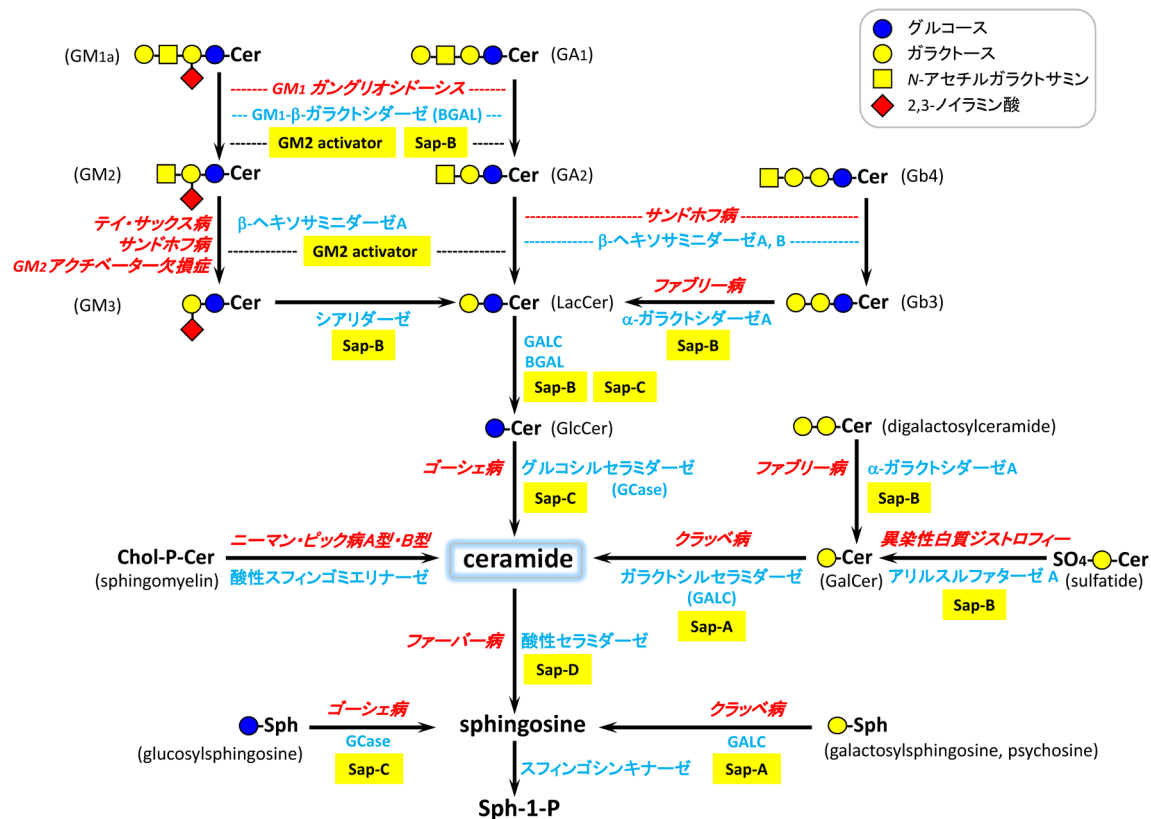 グルコース
ガラクトース
N-アセチルガラクトサミン
2,3-ノイラミン酸
(GM1a)
Cer
Cer
(GA1)
GM1 ガングリオシドーシス
GM1-β-ガラクトシダーゼ (BGAL)
GM2 activator
Sap-B
(GM2)
Cer
Cer
(GA2)
Cer
(Gb4)
テイ・サックス病
サンドホフ病
GM2アクチベーター欠損症
β-ヘキソサミニダーゼA
GM2 activator
サンドホフ病
β-ヘキソサミニダーゼA, B
(GM3)
Cer
シアリダーゼ
Sap-B
Cer
(LacCer)
ファブリー病
α-ガラクトシダーゼA
Sap-B
Cer
(Gb3)
GALC
BGAL
Sap-B
Sap-C
Cer
(GlcCer)
Cer
(digalactosylceramide)
ゴーシェ病
グルコシルセラミダーゼ
(GCase)
Sap-C
ファブリー病
α-ガラクトシダーゼA
Sap-B
Chol-P-Cer
(sphingomyelin)
ニーマン・ピック病A型・B型
酸性スフィンゴミエリナーゼ
ceramide
クラッベ病
ガラクトシルセラミダーゼ
(GALC)
Sap-A
Cer
(GalCer)
異染性白質ジストロフィー
アリルスルファターゼ A
Sap-B
SO4-Cer
(sulfatide)
ファーバー病
酸性セラミダーゼ
Sap-D
Sph
(glucosylsphingosine)
ゴーシェ病
GCase
Sap-C
sphingosine
クラッベ病
GALC
Sap-A
Sph
(galactosylsphingosine, psychosine)
スフィンゴシンキナーゼ
Sph-1-P